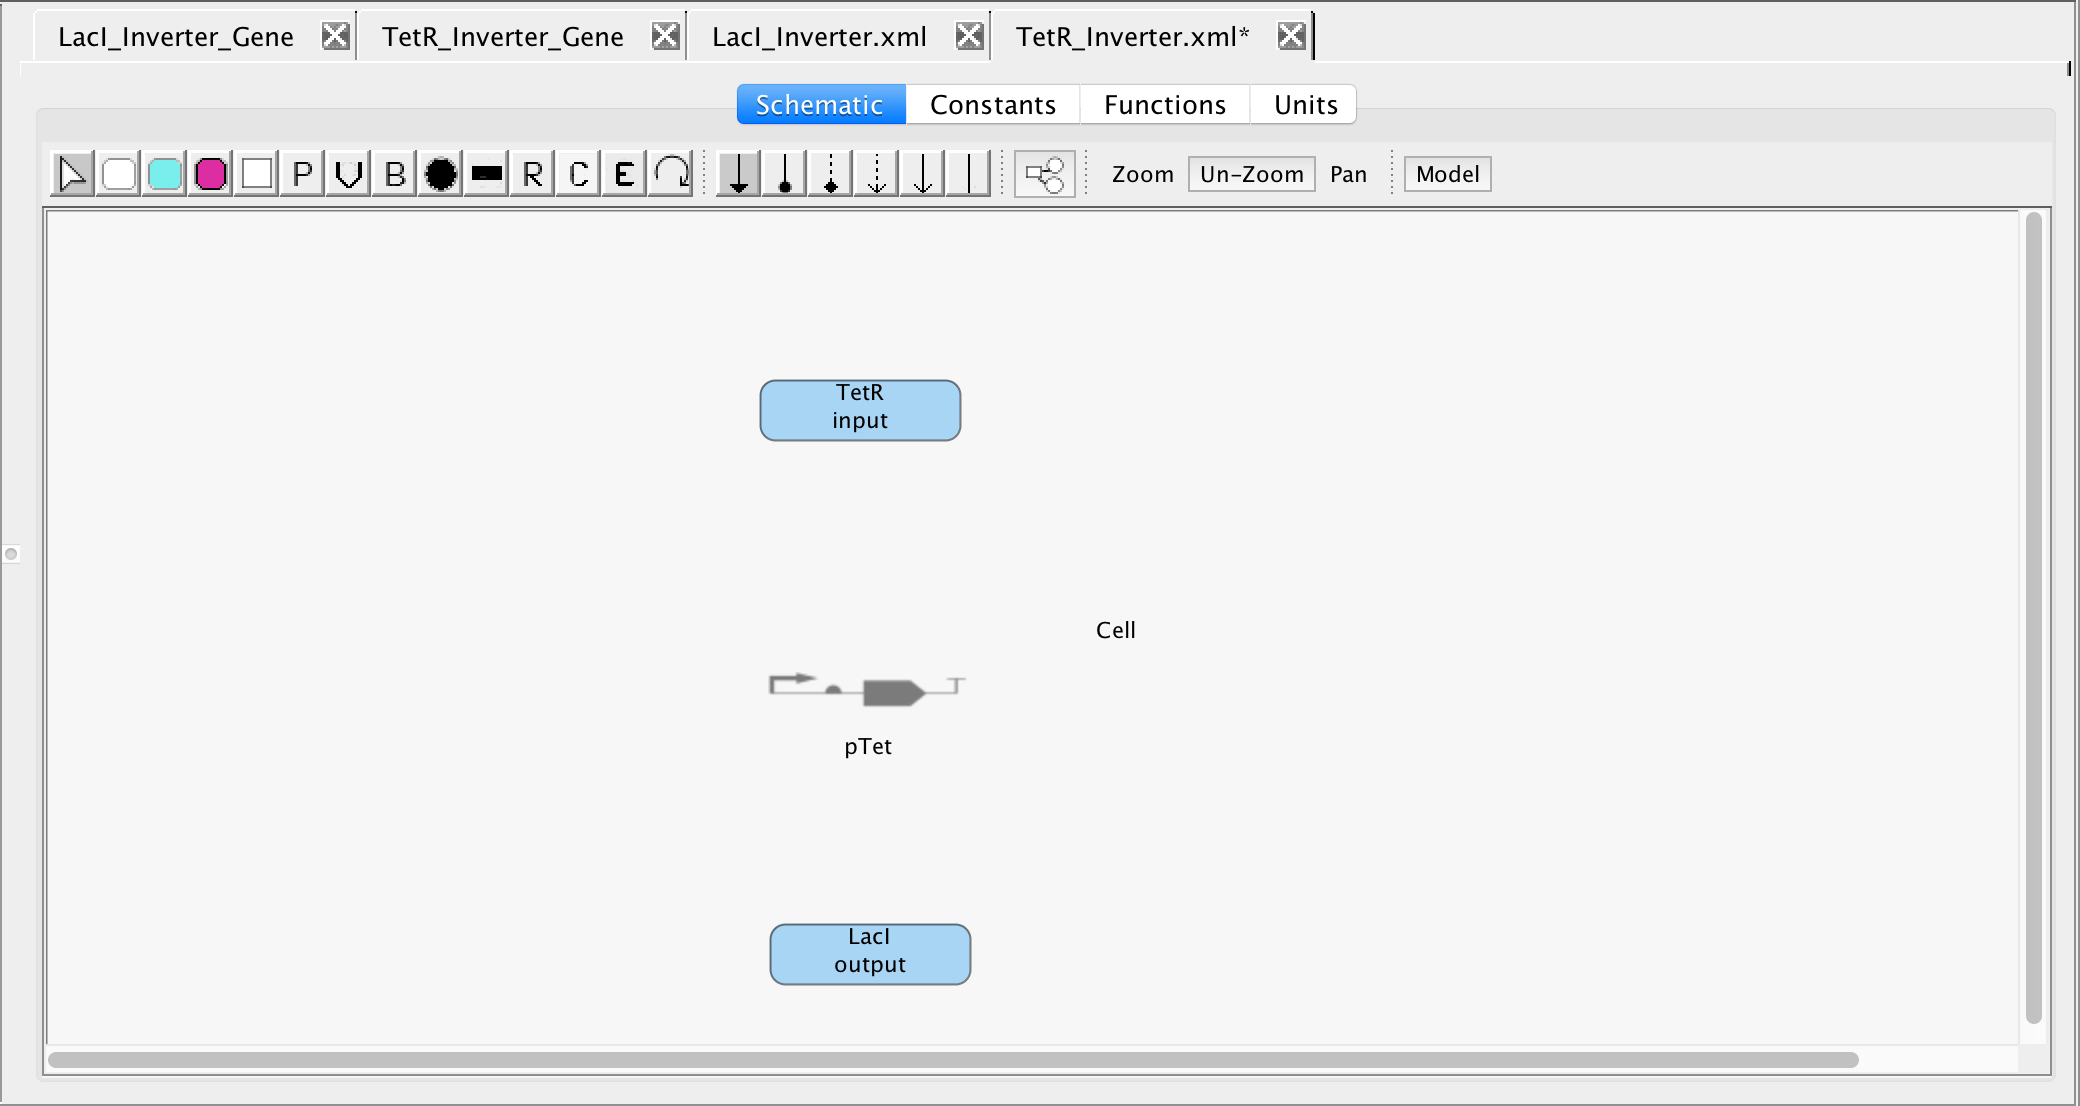 LacI_Inverter_Gene TetR_Inverter_Gene LacI_Inverter.xml TetR_Inverter.xml*
Schematic Constants Functions Units
P V B R C E Zoom Un-Zoom Pan Model
TetR
input
Cell
pTet
LacI
output